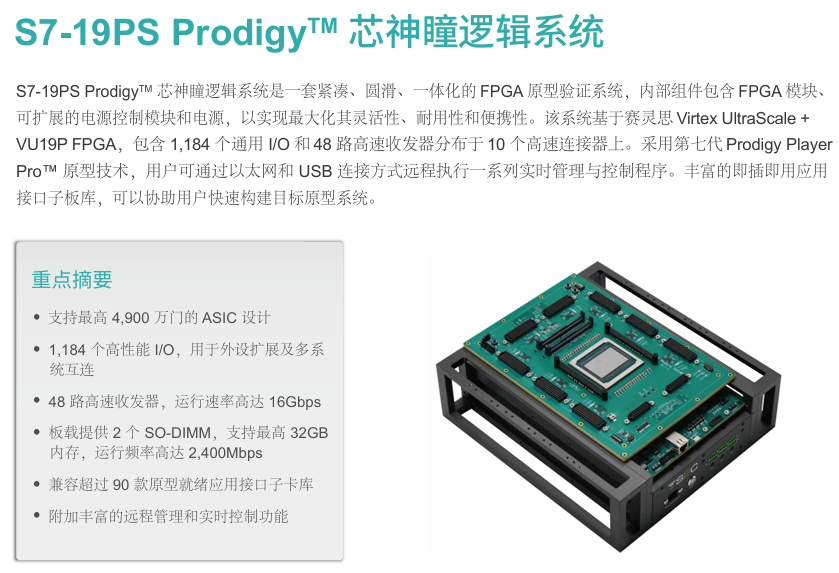 S7-19PS Prodigy™ 芯神瞳逻辑系统
S7-19PS Prodigy™ 芯神瞳逻辑系统是一套紧凑、圆滑、一体化的 FPGA 原型验证系统，内部组件包含 FPGA 模块、
可扩展的电源控制模块和电源，以实现最大化其灵活性、耐用性和便携性。该系统基于赛灵思 Virtex UltraScale +
VU19P FPGA，包含 1,184 个通用 I/O 和 48 路高速收发器分布于 10 个高速连接器上。采用第七代 Prodigy Player
Pro™ 原型技术，用户可通过以太网和 USB 连接方式远程执行一系列实时管理与控制程序。丰富的即插即用应用
接口子板库，可以协助用户快速构建目标原型系统。
重点摘要
• 支持最高 4,900 万门的 ASIC 设计
• 1,184 个高性能 I/O，用于外设扩展及多系
统互连
• 48 路高速收发器，运行速率高达 16Gbps
• 板载提供 2 个 SO-DIMM，支持最高 32GB
内存，运行频率高达 2,400Mbps
• 兼容超过 90 款原型就绪应用接口子卡库
• 附加丰富的远程管理和实时控制功能